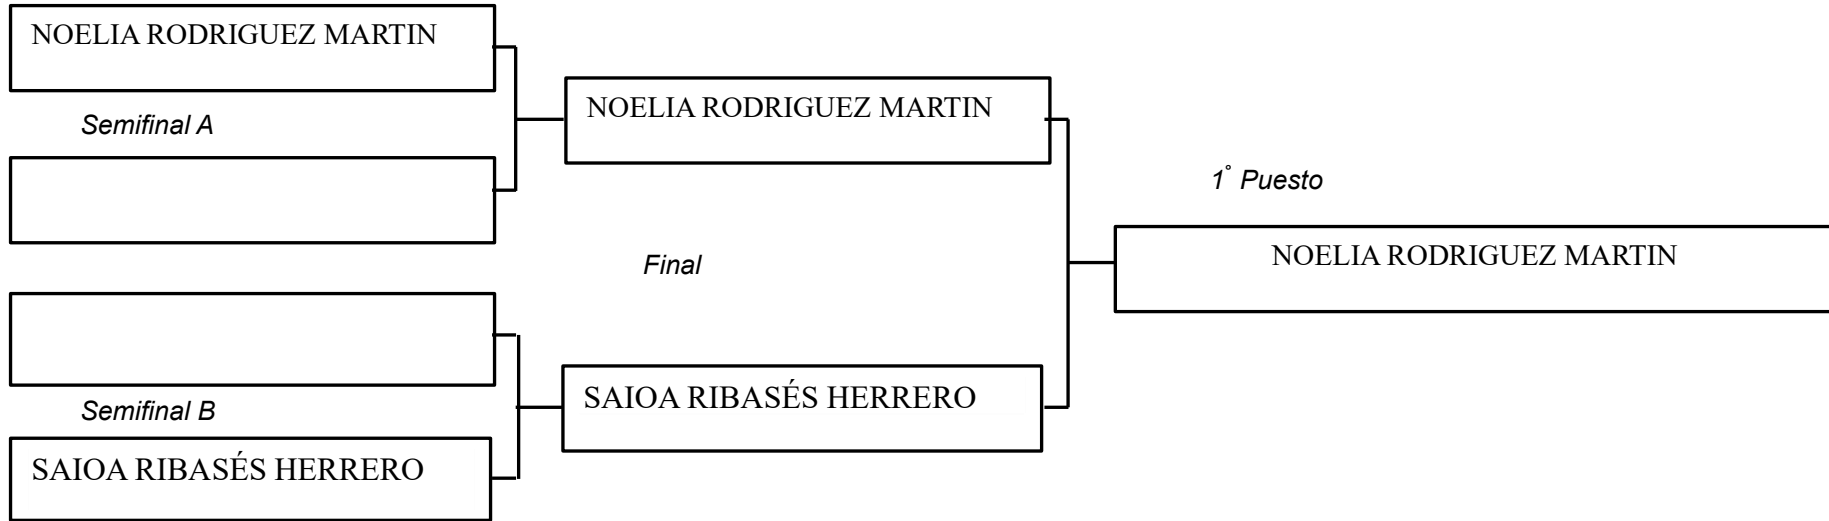 NOELIA RODRIGUEZ MARTIN
Semifinal A
NOELIA RODRIGUEZ MARTIN
1° Puesto
NOELIA RODRIGUEZ MARTIN
Final
Semifinal B
SAIOA RIBASÉS HERRERO
SAIOA RIBASÉS HERRERO